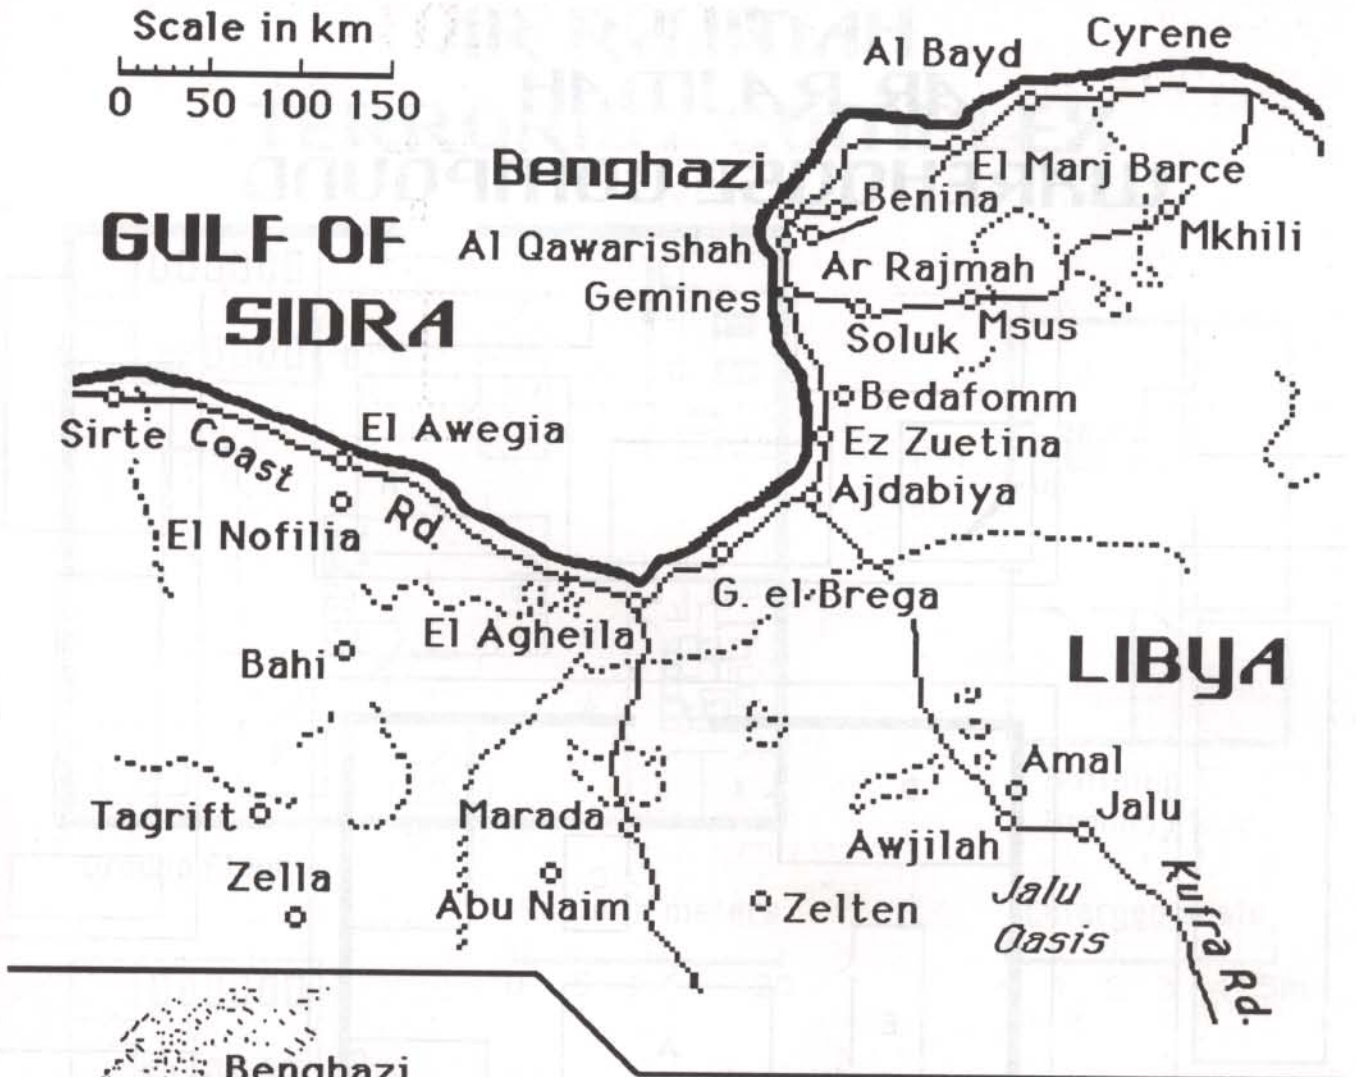 Scale in km
0 50 100 150
Al Bayd
Cyrene
Benghazi
El Marj
Barce
Benina
GULF OF
SIDRA
Al Qawarishah
Mkhili
Ar Rajmah
Gemines
Soluk
Msus
Bedafomm
Sirte
Coast
Rd.
El Awegia
Ez Zuetina
Ajdabiya
El Nofilia
G. el Brega
El Agheila
Bahi
LIBYA
Amal
Tagrift
Marada
Jalu
Awjilah
Zella
Abu Naim
Zelten
Jalu
Oasis
Kuffra Rd.
Benghazi